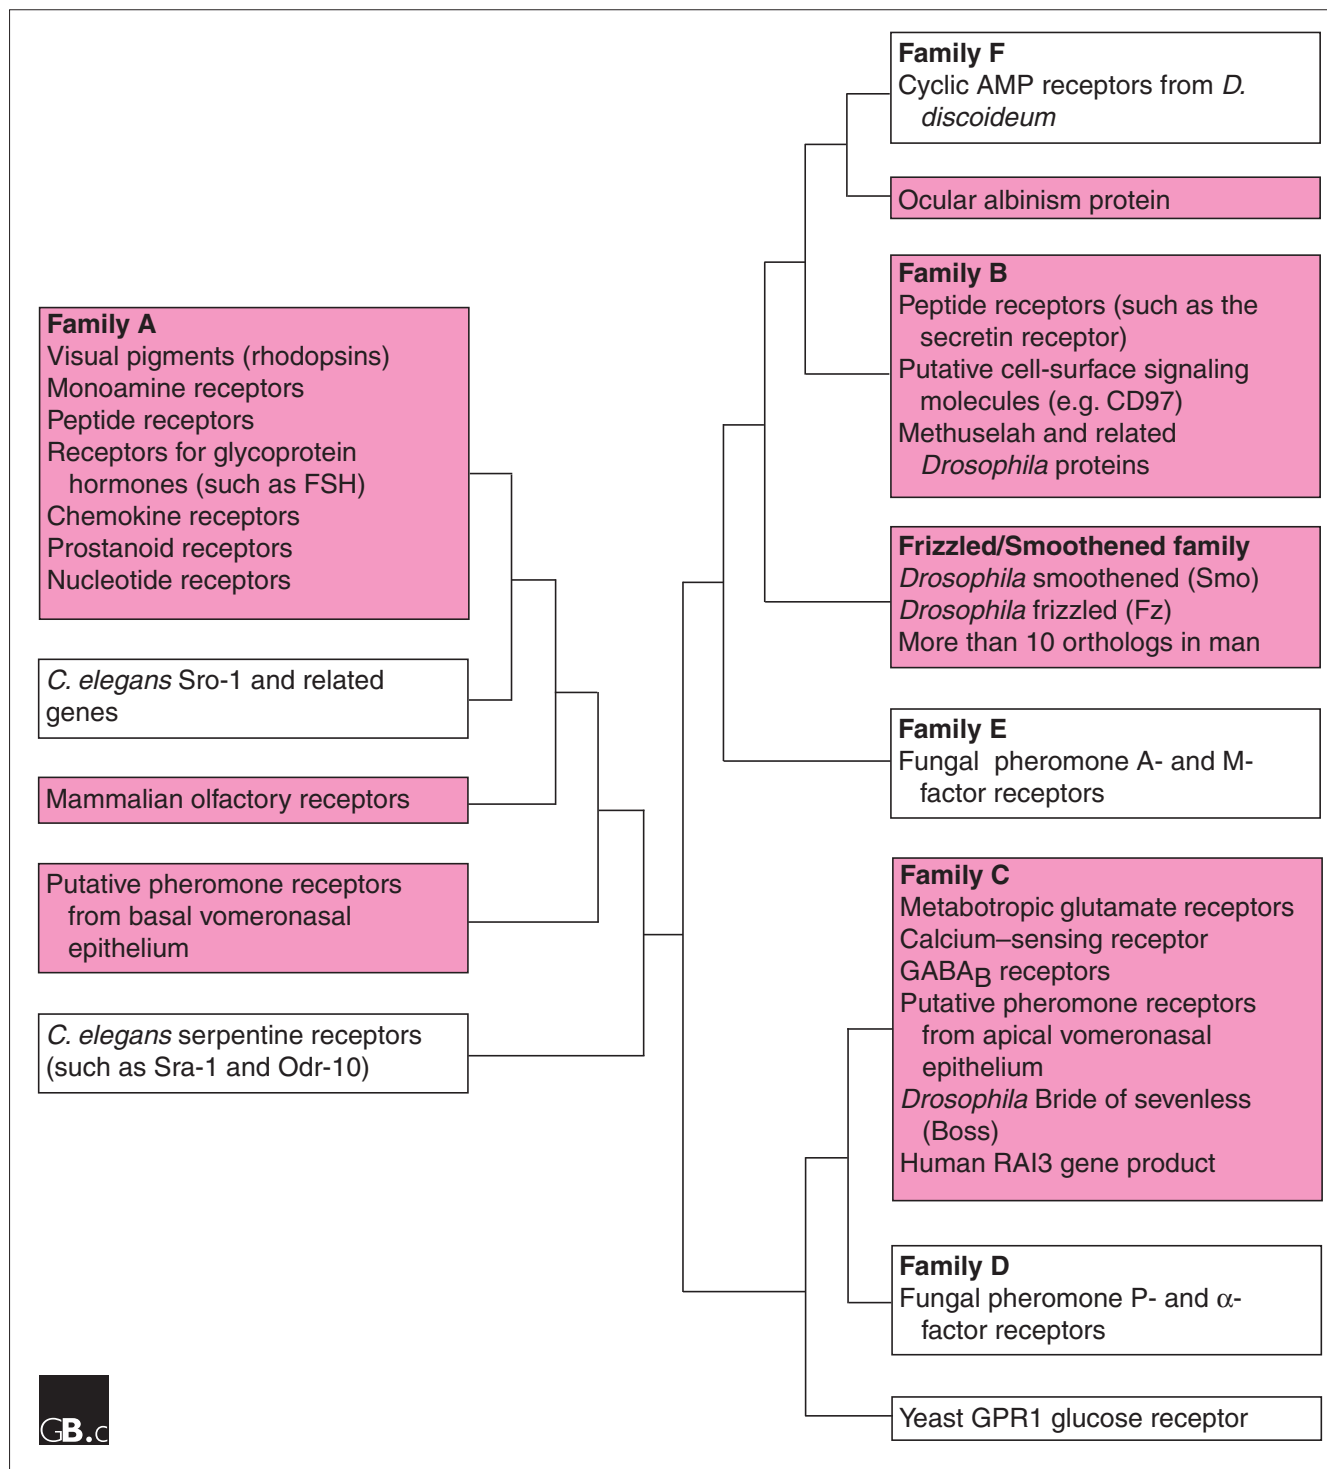 Family F
Cyclic AMP receptors from D.
discoideum
Ocular albinism protein
Family B
Peptide receptors (such as the
secretin receptor)
Putative cell-surface signaling
molecules (e.g. CD97)
Methuselah and related
Drosophila proteins
Frizzled/Smoothened family
Drosophila smoothened (Smo)
Drosophila frizzled (Fz)
More than 10 orthologs in man
Family E
Fungal pheromone A- and M-
factor receptors
Family C
Metabotropic glutamate receptors
Calcium–sensing receptor
GABAB receptors
Putative pheromone receptors
from apical vomeronasal
epithelium
Drosophila Bride of sevenless
(Boss)
Human RAI3 gene product
Family D
Fungal pheromone P- and α-
factor receptors
Yeast GPR1 glucose receptor
Family A
Visual pigments (rhodopsins)
Monoamine receptors
Peptide receptors
Receptors for glycoprotein
hormones (such as FSH)
Chemokine receptors
Prostanoid receptors
Nucleotide receptors
C. elegans Sro-1 and related
genes
Mammalian olfactory receptors
Putative pheromone receptors
from basal vomeronasal
epithelium
C. elegans serpentine receptors
(such as Sra-1 and Odr-10)
GB.c